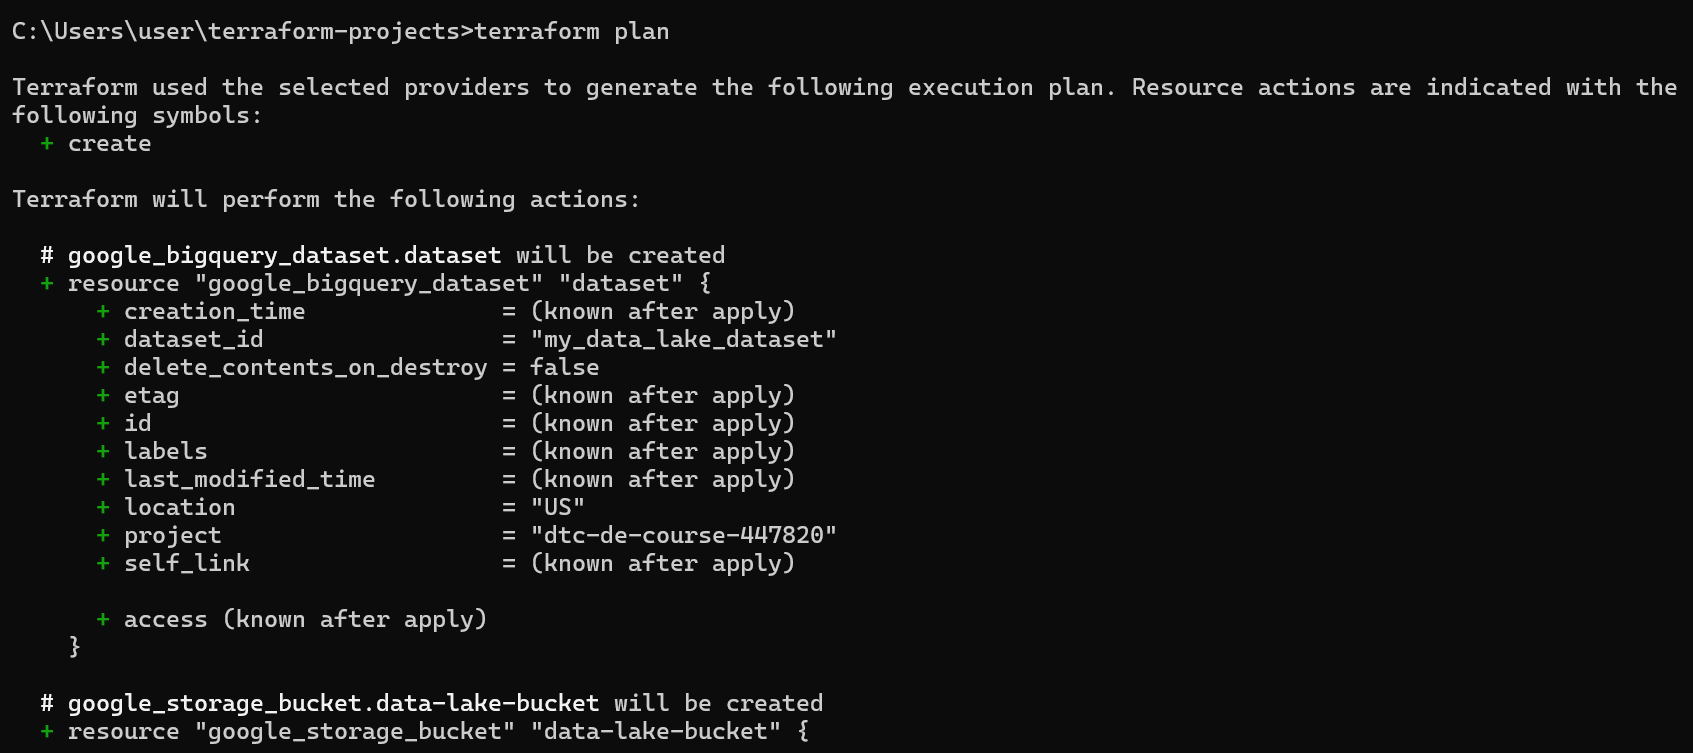 C:\Users\user\terraform-projects>terraform plan
Terraform used the selected providers to generate the following execution plan. Resource actions are indicated with the
following symbols:
  + create
Terraform will perform the following actions:
  # google_bigquery_dataset.dataset will be created
  + resource "google_bigquery_dataset" "dataset" {
      + creation_time              = (known after apply)
      + dataset_id                 = "my_data_lake_dataset"
      + delete_contents_on_destroy = false
      + etag                       = (known after apply)
      + id                         = (known after apply)
      + labels                     = (known after apply)
      + last_modified_time         = (known after apply)
      + location                   = "US"
      + project                    = "dtc-de-course-447820"
      + self_link                  = (known after apply)
      + access (known after apply)
    }
  # google_storage_bucket.data-lake-bucket will be created
  + resource "google_storage_bucket" "data-lake-bucket" {